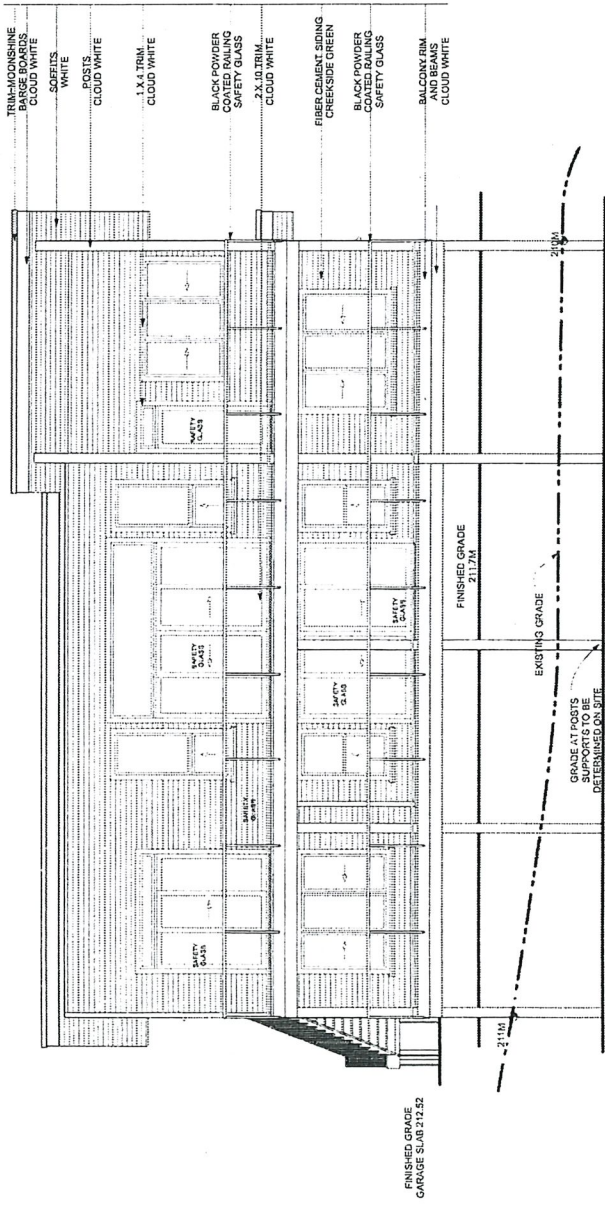 TRIM-MOONSHINE
BARGE BOARDS
CLOUD WHITE
SOFFITS
WHITE
POSTS
CLOUD WHITE
1 X 4 TRIM
CLOUD WHITE
BLACK POWDER
COATED RAILING
SAFETY GLASS
2 X 10 TRIM
CLOUD WHITE
FIBER CEMENT SIDING
CREEKSIDE GREEN
BLACK POWDER
COATED RAILING
SAFETY GLASS
BALCONY RIM
AND BEAMS
CLOUD WHITE
SAFETY
GLASS
SAFETY
GLASS
SAFETY
GLASS
SAFETY
GLASS
SAFETY
GLASS
SAFETY
GLASS
FINISHED GRADE
211.7M
EXISTING GRADE
210M
211M
GRADE AT POSTS
SUPPORTS TO BE
DETERMINED ON SITE
FINISHED GRADE
GARAGE SLAB 212.52